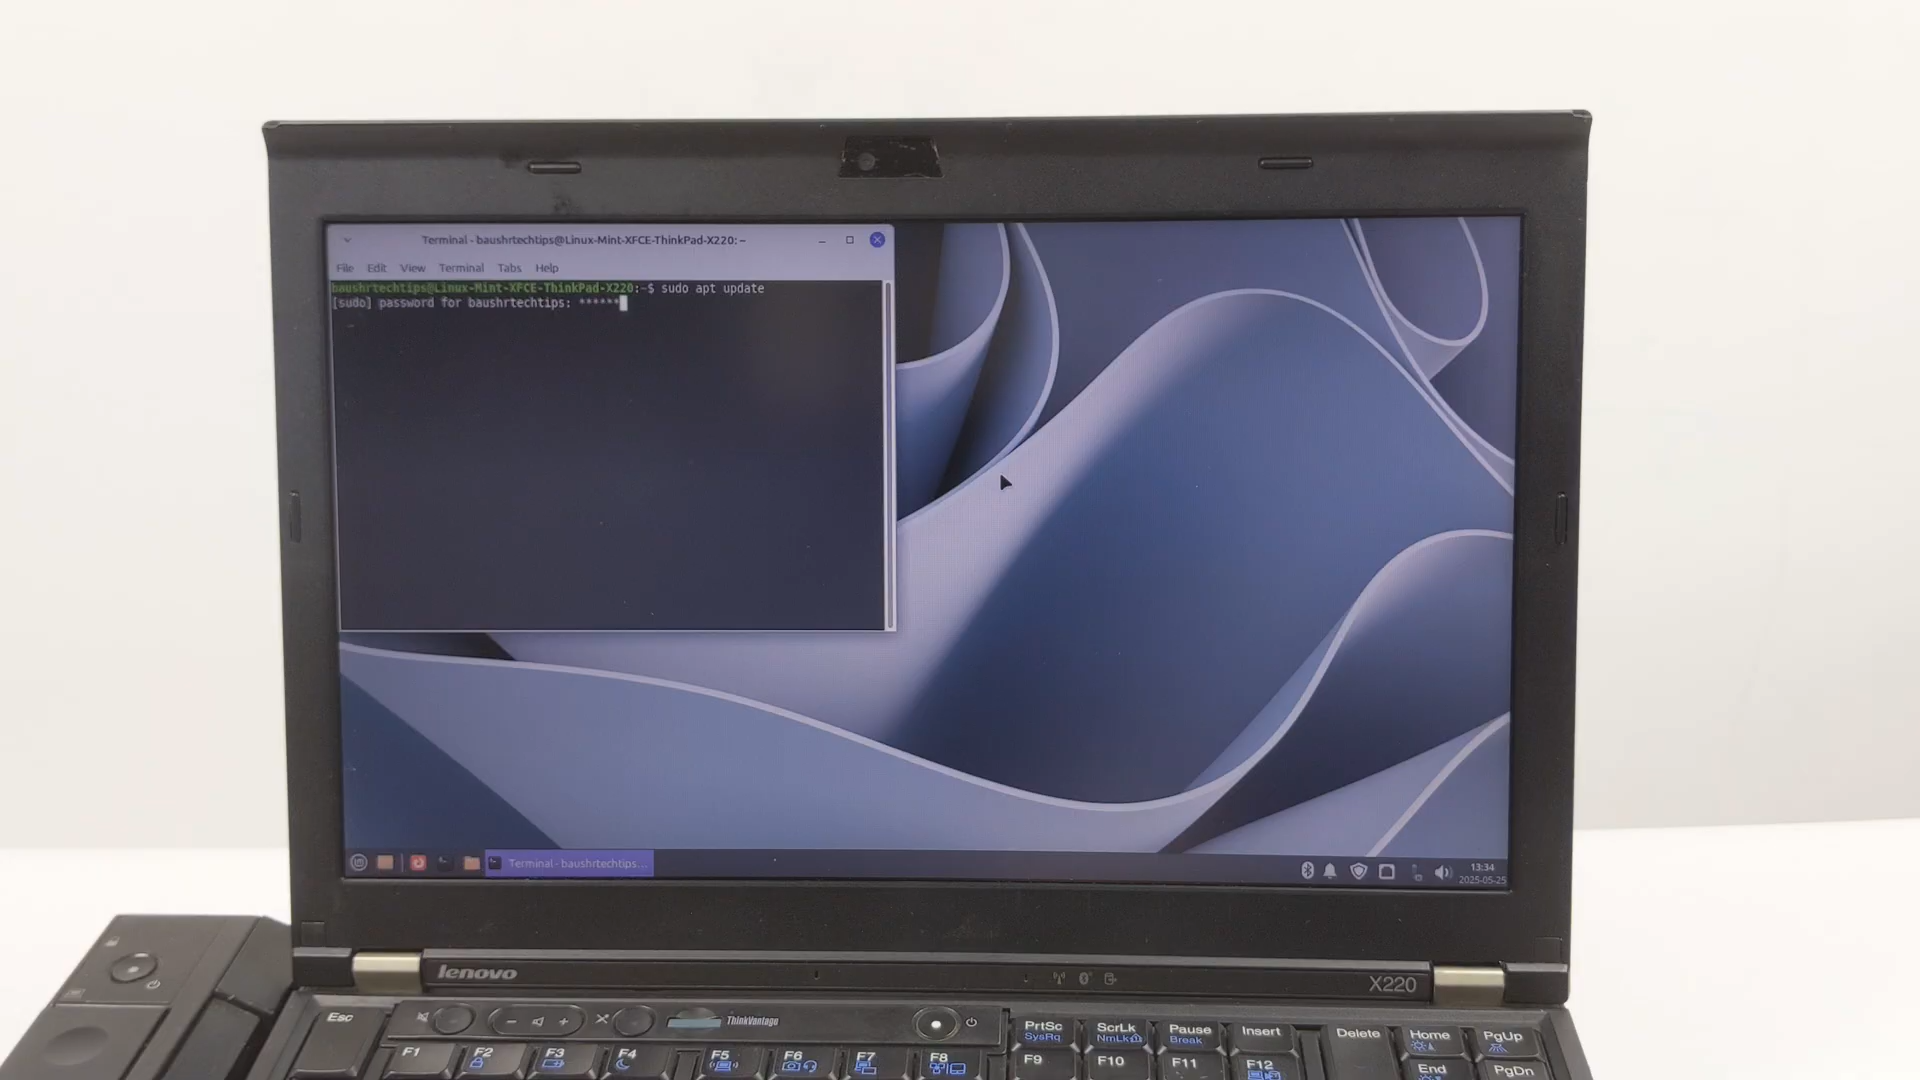 Terminal - baushrtechtips@Linux-Mint-XFCE-ThinkPad-X220: ~
File Edit View Terminal Tabs Help
baushrtechtips@Linux-Mint-XFCE-ThinkPad-X220:~$ sudo apt update
[sudo] password for baushrtechtips: ******
Terminal - baushrtechtips...
13:34
2025-05-25
lenovo
X220
ThinkVantage
Esc
PrtSc
SysRq
ScrLk
NmLk
Pause
Break
Insert
Delete
Home
PgUp
F1 F2 F3 F4 F5 F6 F7 F8 F9 F10 F11 F12
End
PgDn